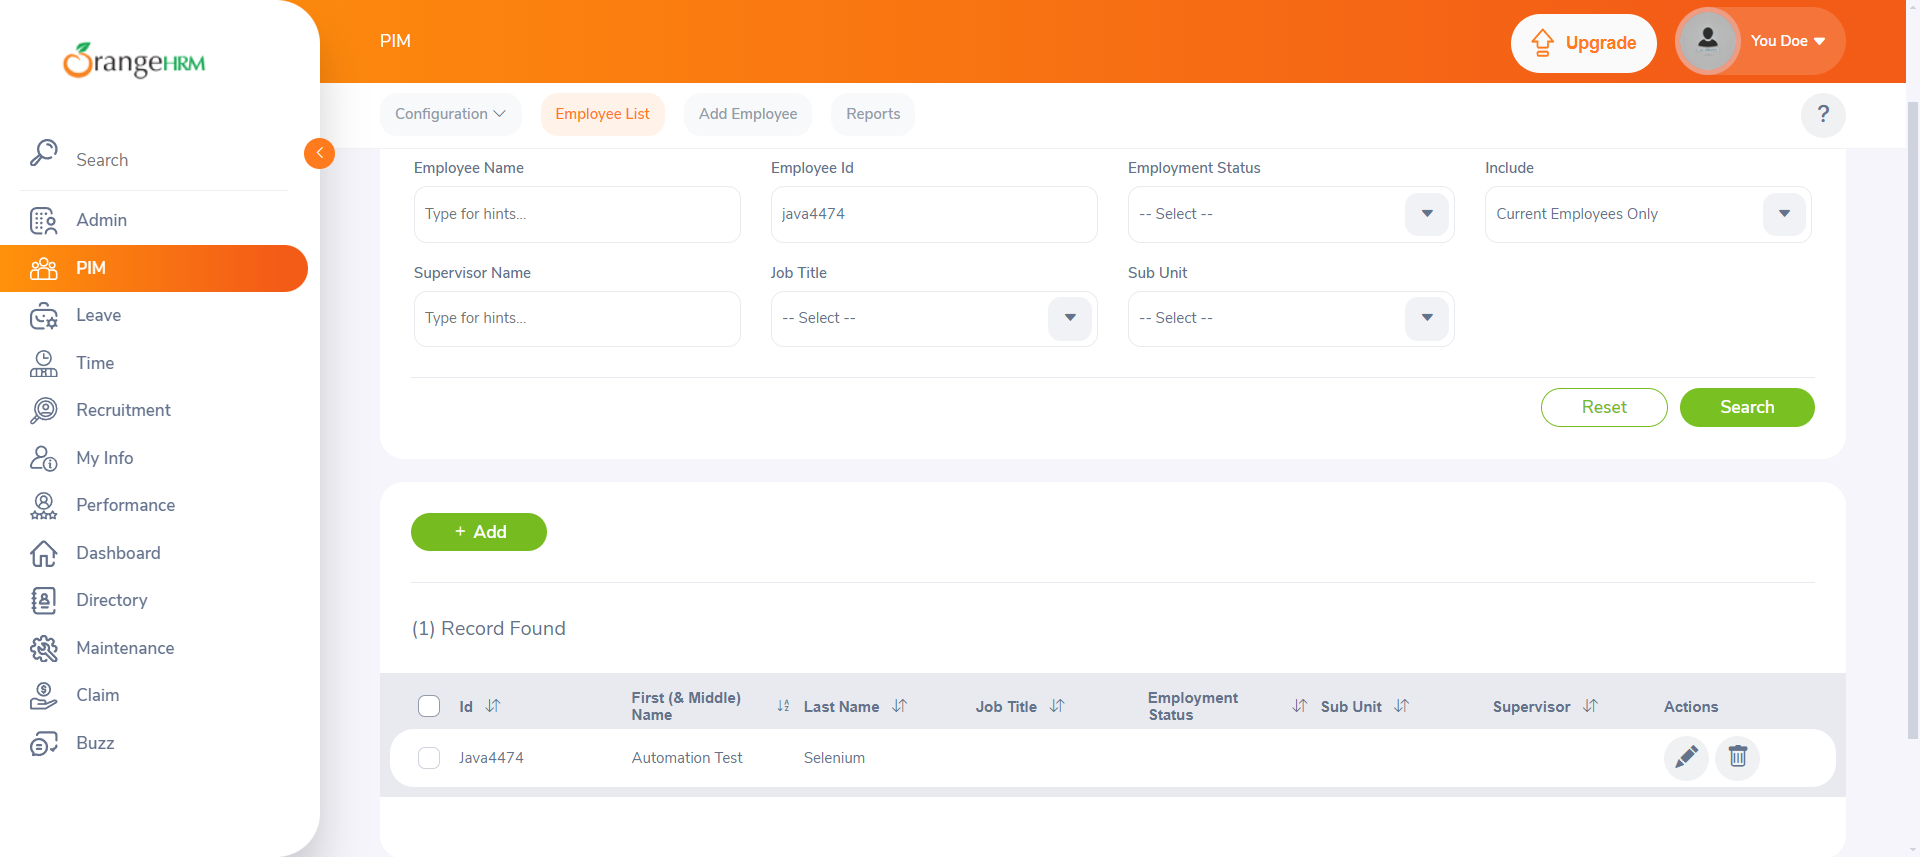 OrangeHRM
PIM
Upgrade
You Doe
Configuration
Employee List
Add Employee
Reports
?
Search
Admin
PIM
Leave
Time
Recruitment
My Info
Performance
Dashboard
Directory
Maintenance
Claim
Buzz
Employee Name
Employee Id
Employment Status
Include
Type for hints...
java4474
-- Select --
Current Employees Only
Supervisor Name
Job Title
Sub Unit
Type for hints...
-- Select --
-- Select --
Reset
Search
+ Add
(1) Record Found
Id
First (& Middle)
Name
Last Name
Job Title
Employment
Status
Sub Unit
Supervisor
Actions
Java4474
Automation Test
Selenium